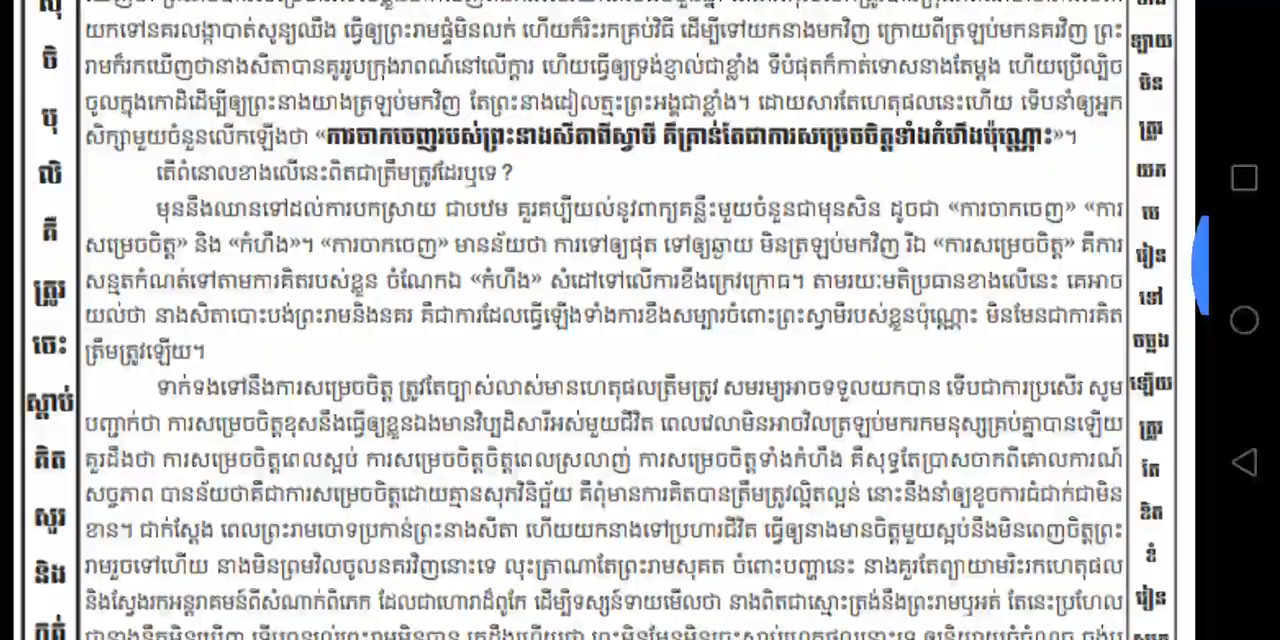 យកទៅនគរលង្កាបាត់សូន្យឈឹង ធ្វើឲ្យព្រះរាមផ្ទំមិនលក់ ហើយក៏រិះរកគ្រប់វិធី ដើម្បីទៅយកនាងមកវិញ ក្រោយពីត្រឡប់មកនគរវិញ ព្រះ
រាមក៏រកឃើញថានាងសីតាបានគូររូបក្រុងរាពណ៍នៅលើក្តារ ហើយធ្វើឲ្យទ្រង់ខ្ញាល់ជាខ្លាំង ទីបំផុតក៏កាត់ទោសនាងតែម្តង ហើយប្រើល្បិច
ចូលក្នុងកោដិដើម្បីឲ្យព្រះនាងយាងត្រឡប់មកវិញ តែព្រះនាងដៀលត្មះព្រះអង្គជាខ្លាំង។ ដោយសារតែហេតុផលនេះហើយ ទើបនាំឲ្យអ្នក
សិក្សាមួយចំនួនលើកឡើងថា «ការចាកចេញរបស់ព្រះនាងសីតាពីស្វាមី គឺគ្រាន់តែជាការសម្រេចចិត្តទាំងកំហឹងប៉ុណ្ណោះ»។
តើពំនោលខាងលើនេះពិតជាត្រឹមត្រូវដែរឬទេ?
មុននឹងឈានទៅដល់ការបកស្រាយ ជាបឋម គួរគប្បីយល់នូវពាក្យគន្លឹះមួយចំនួនជាមុនសិន ដូចជា «ការចាកចេញ» «ការ
សម្រេចចិត្ត» និង «កំហឹង»។ «ការចាកចេញ» មានន័យថា ការទៅឲ្យផុត ទៅឲ្យឆ្ងាយ មិនត្រឡប់មកវិញ រីឯ «ការសម្រេចចិត្ត» គឺការ
សន្មតកំណត់ទៅតាមការគិតរបស់ខ្លួន ចំណែកឯ «កំហឹង» សំដៅទៅលើការខឹងក្រេវក្រោធ។ តាមរយៈមតិប្រធានខាងលើនេះ គេអាច
យល់ថា នាងសីតាបោះបង់ព្រះរាមនិងនគរ គឺជាការដែលធ្វើឡើងទាំងការខឹងសម្បារចំពោះព្រះស្វាមីរបស់ខ្លួនប៉ុណ្ណោះ មិនមែនជាការគិត
ត្រឹមត្រូវឡើយ។
ទាក់ទងទៅនឹងការសម្រេចចិត្ត ត្រូវតែច្បាស់លាស់មានហេតុផលត្រឹមត្រូវ សមរម្យអាចទទួលយកបាន ទើបជាការប្រសើរ សូម
បញ្ជាក់ថា ការសម្រេចចិត្តខុសនឹងធ្វើឲ្យខ្លួនឯងមានវិប្បដិសារីអស់មួយជីវិត ពេលវេលាមិនអាចវិលត្រឡប់មករកមនុស្សគ្រប់គ្នាបានឡើយ
គួរដឹងថា ការសម្រេចចិត្តពេលស្អប់ ការសម្រេចចិត្តចិត្តពេលស្រលាញ់ ការសម្រេចចិត្តទាំងកំហឹង គឺសុទ្ធតែប្រាសចាកពីគោលការណ៍
សច្ចភាព បានន័យថាគឺជាការសម្រេចចិត្តដោយគ្មានសុភវិនិច្ឆ័យ គឺពុំមានការគិតបានត្រឹមត្រូវល្អិតល្អន់ នោះនឹងនាំឲ្យខូចការធំជាក់ជាមិន
ខាន។ ជាក់ស្តែង ពេលព្រះរាមចោទប្រកាន់ព្រះនាងសីតា ហើយយកនាងទៅប្រហារជីវិត ធ្វើឲ្យនាងមានចិត្តមួយស្អប់នឹងមិនពេញចិត្តព្រះ
រាមរួចទៅហើយ នាងមិនព្រមវិលចូលនគរវិញនោះទេ លុះត្រាណាតែព្រះរាមសុគត ចំពោះបញ្ហានេះ នាងគួរតែព្យាយាមរិះរកហេតុផល
និងស្វែងរកអន្តរាគមន៍ពីសំណាក់ពិភេក ដែលជាហោរាដ៏ពូកែ ដើម្បីទស្សន៍ទាយមើលថា នាងពិតជាស្មោះត្រង់នឹងព្រះរាមឬអត់ តែនេះប្រហែល
ចិ
បុ
លិ
គឺ
ត្រូវ
ចេះ
ស្តាប់
គិត
សួរ
និង
ឡាយ
មិន
ត្រូវ
យក
មេ
រៀន
ទៅ
ចម្លង
ឡើយ
ត្រូវ
តែ
ខិត
ខំ
រៀន